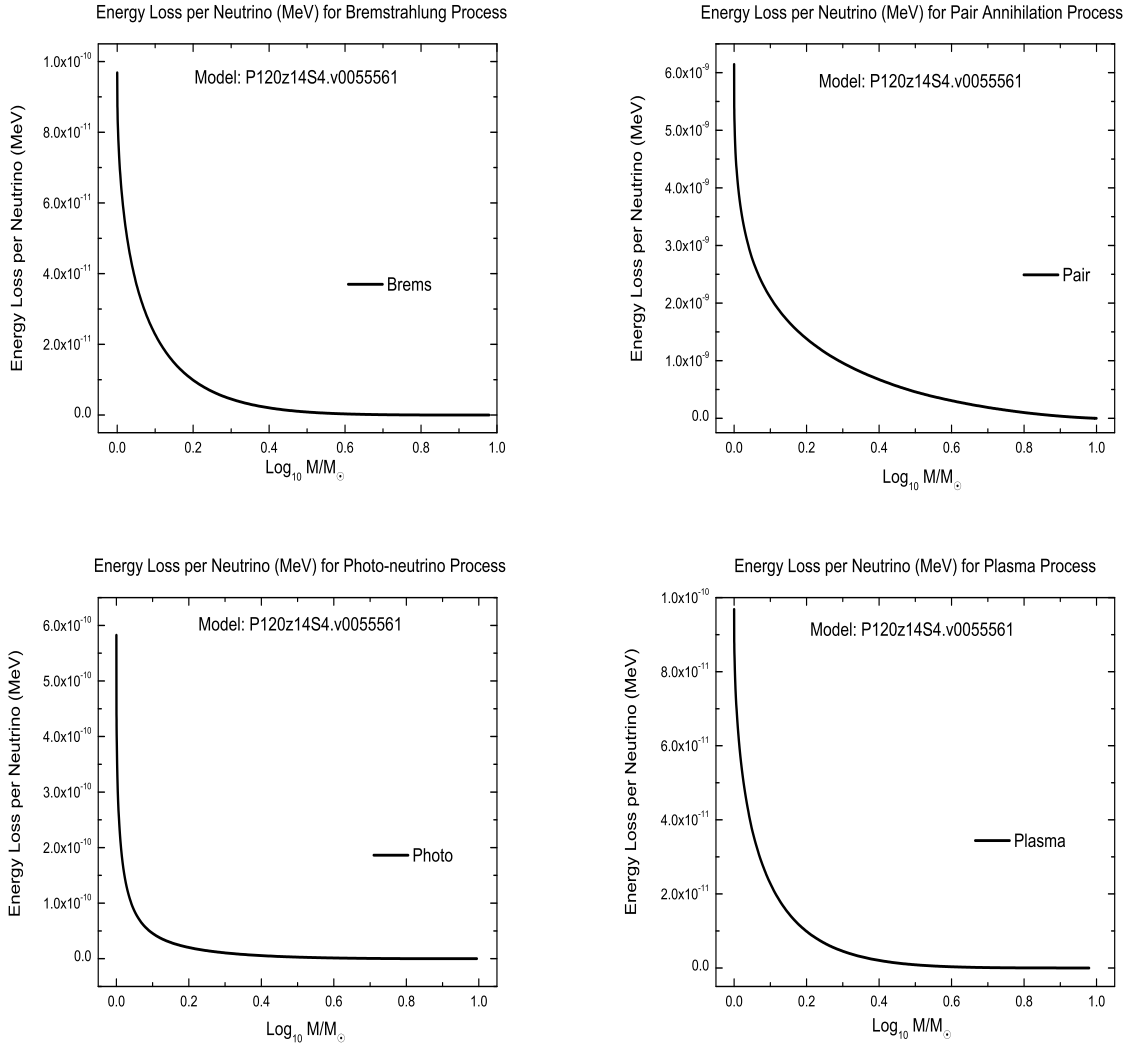 Energy Loss per Neutrino (MeV) for Bremstrahlung Process
Energy Loss per Neutrino (MeV)
1.0x10⁻¹⁰
8.0x10⁻¹¹
6.0x10⁻¹¹
4.0x10⁻¹¹
2.0x10⁻¹¹
0.0
Model: P120z14S4.v0055561
Brems
0.0 0.2 0.4 0.6 0.8 1.0
Log₁₀ M/M☉
Energy Loss per Neutrino (MeV) for Pair Annihilation Process
Energy Loss per Neutrino (MeV)
6.0x10⁻⁹
5.0x10⁻⁹
4.0x10⁻⁹
3.0x10⁻⁹
2.0x10⁻⁹
1.0x10⁻⁹
0.0
Model: P120z14S4.v0055561
Pair
0.0 0.2 0.4 0.6 0.8 1.0
Log₁₀ M/M☉
Energy Loss per Neutrino (MeV) for Photo-neutrino Process
Energy Loss per Neutrino (MeV)
6.0x10⁻¹⁰
5.0x10⁻¹⁰
4.0x10⁻¹⁰
3.0x10⁻¹⁰
2.0x10⁻¹⁰
1.0x10⁻¹⁰
0.0
Model: P120z14S4.v0055561
Photo
0.0 0.2 0.4 0.6 0.8 1.0
Log₁₀ M/M☉
Energy Loss per Neutrino (MeV) for Plasma Process
Energy Loss per Neutrino (MeV)
1.0x10⁻¹⁰
8.0x10⁻¹¹
6.0x10⁻¹¹
4.0x10⁻¹¹
2.0x10⁻¹¹
0.0
Model: P120z14S4.v0055561
Plasma
0.0 0.2 0.4 0.6 0.8 1.0
Log₁₀ M/M☉